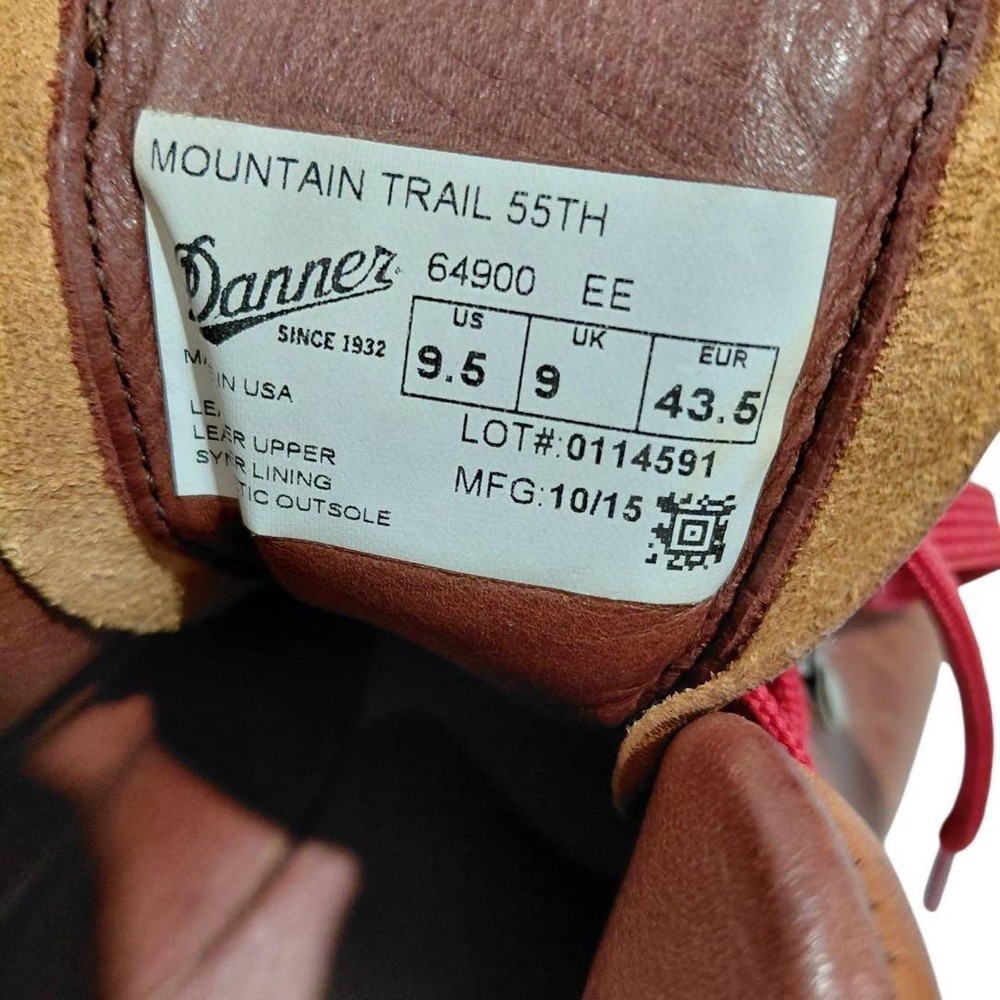 MOUNTAIN TRAIL 55TH
Danner
64900 EE
SINCE 1932
US UK EUR
9.5 9 43.5
IN USA
LOT#:0114591
UPPER
LINING
MFG:10/15
OUTSOLE